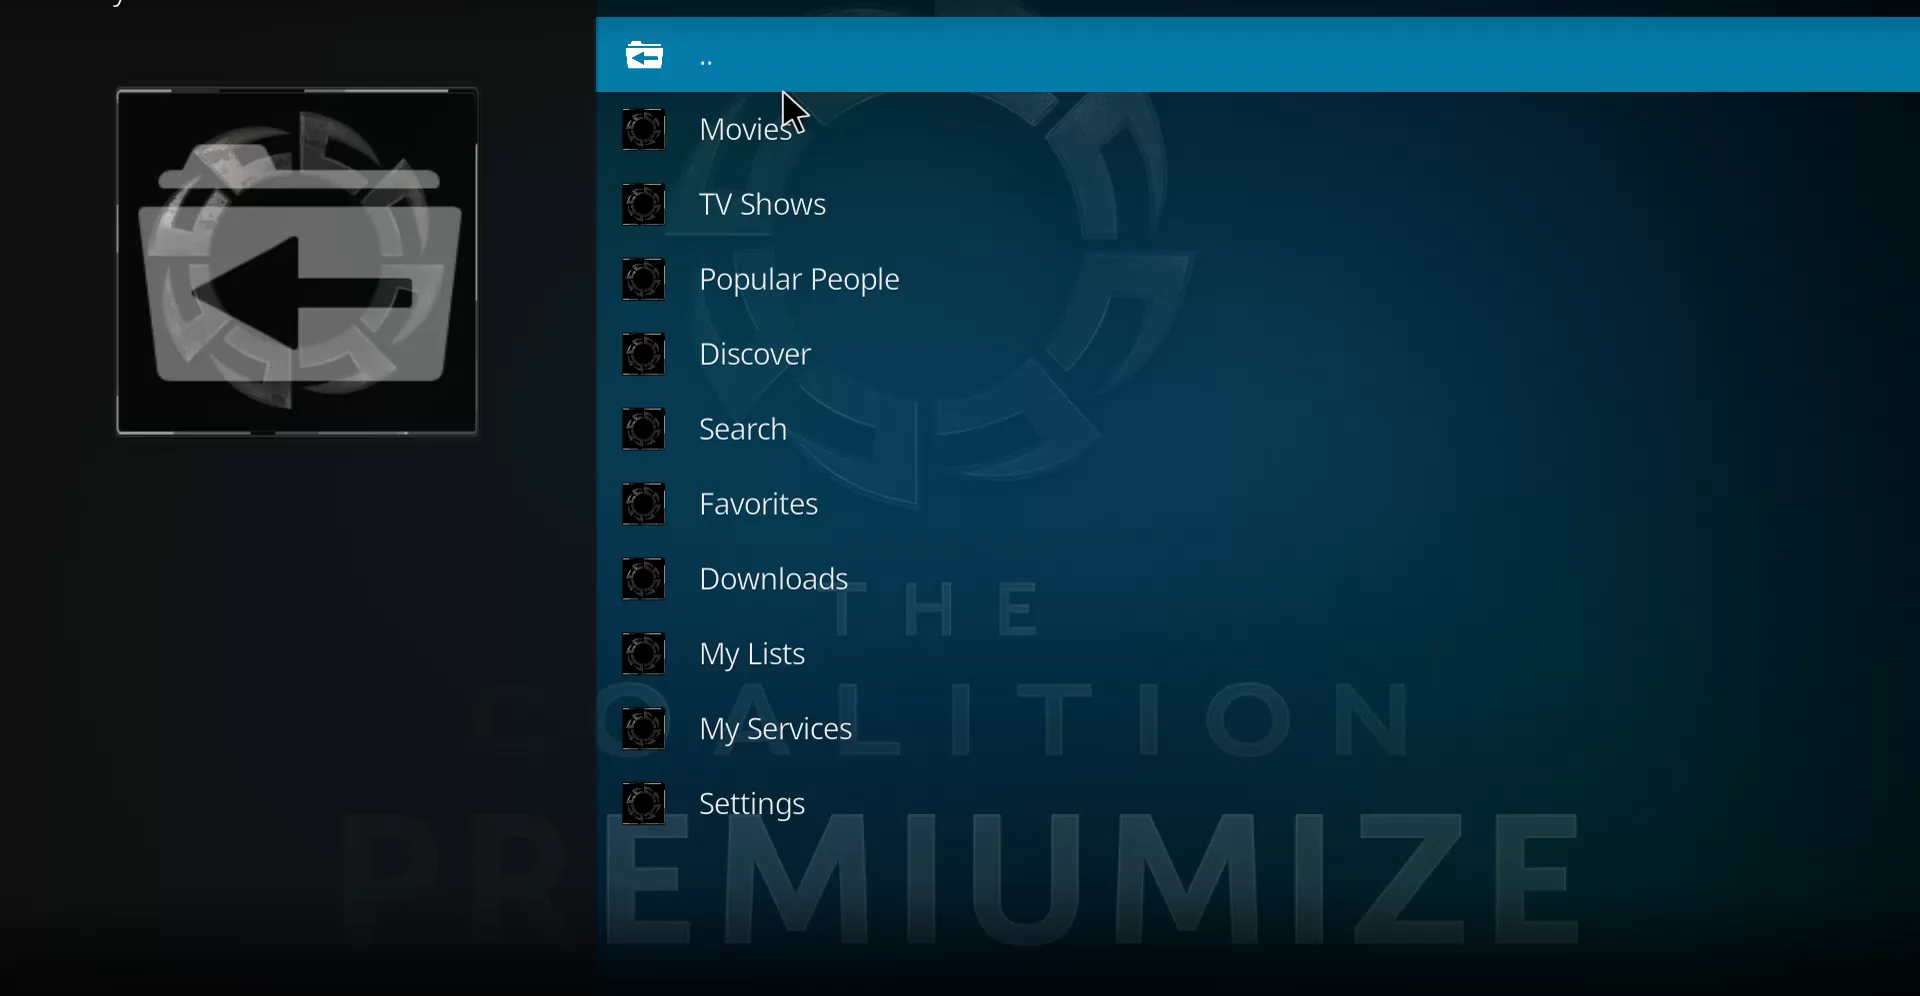 ..
Movies
TV Shows
Popular People
Discover
Search
Favorites
Downloads
My Lists
My Services
Settings
THE
COALITION
PREMIUMIZE